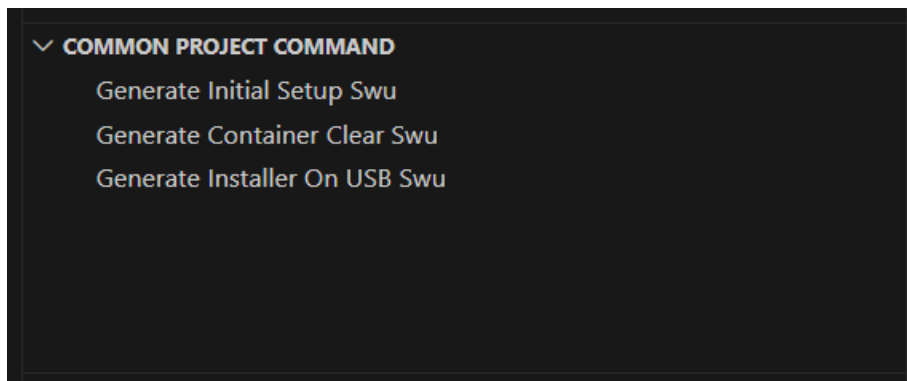 COMMON PROJECT COMMAND
Generate Initial Setup Swu
Generate Container Clear Swu
Generate Installer On USB Swu